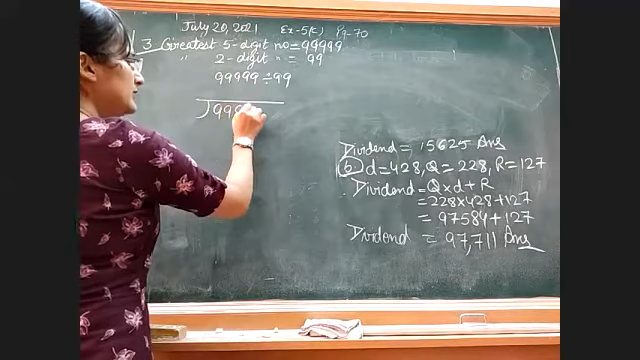 July 20, 2021 Ex-5(c) Pg-70
3 Greatest 5-digit no=99999
" 2-digit " = 99
99999÷99
999
Dividend = 15625 Ans
(b) d=428, Q=228, R=127
Dividend=Q×d+R
=228×428+127
=97584+127
Dividend = 97,711 Ans